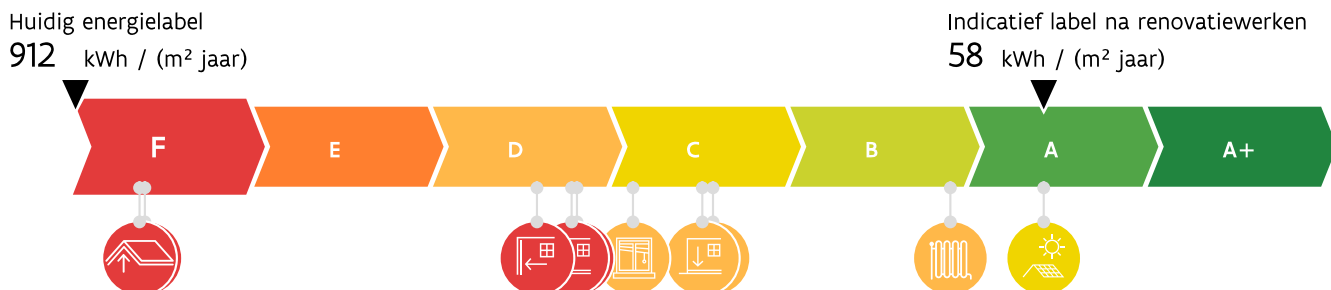 Huidig energielabel
912 kWh / (m² jaar)
Indicatief label na renovatiewerken
58 kWh / (m² jaar)
F E D C B A A+